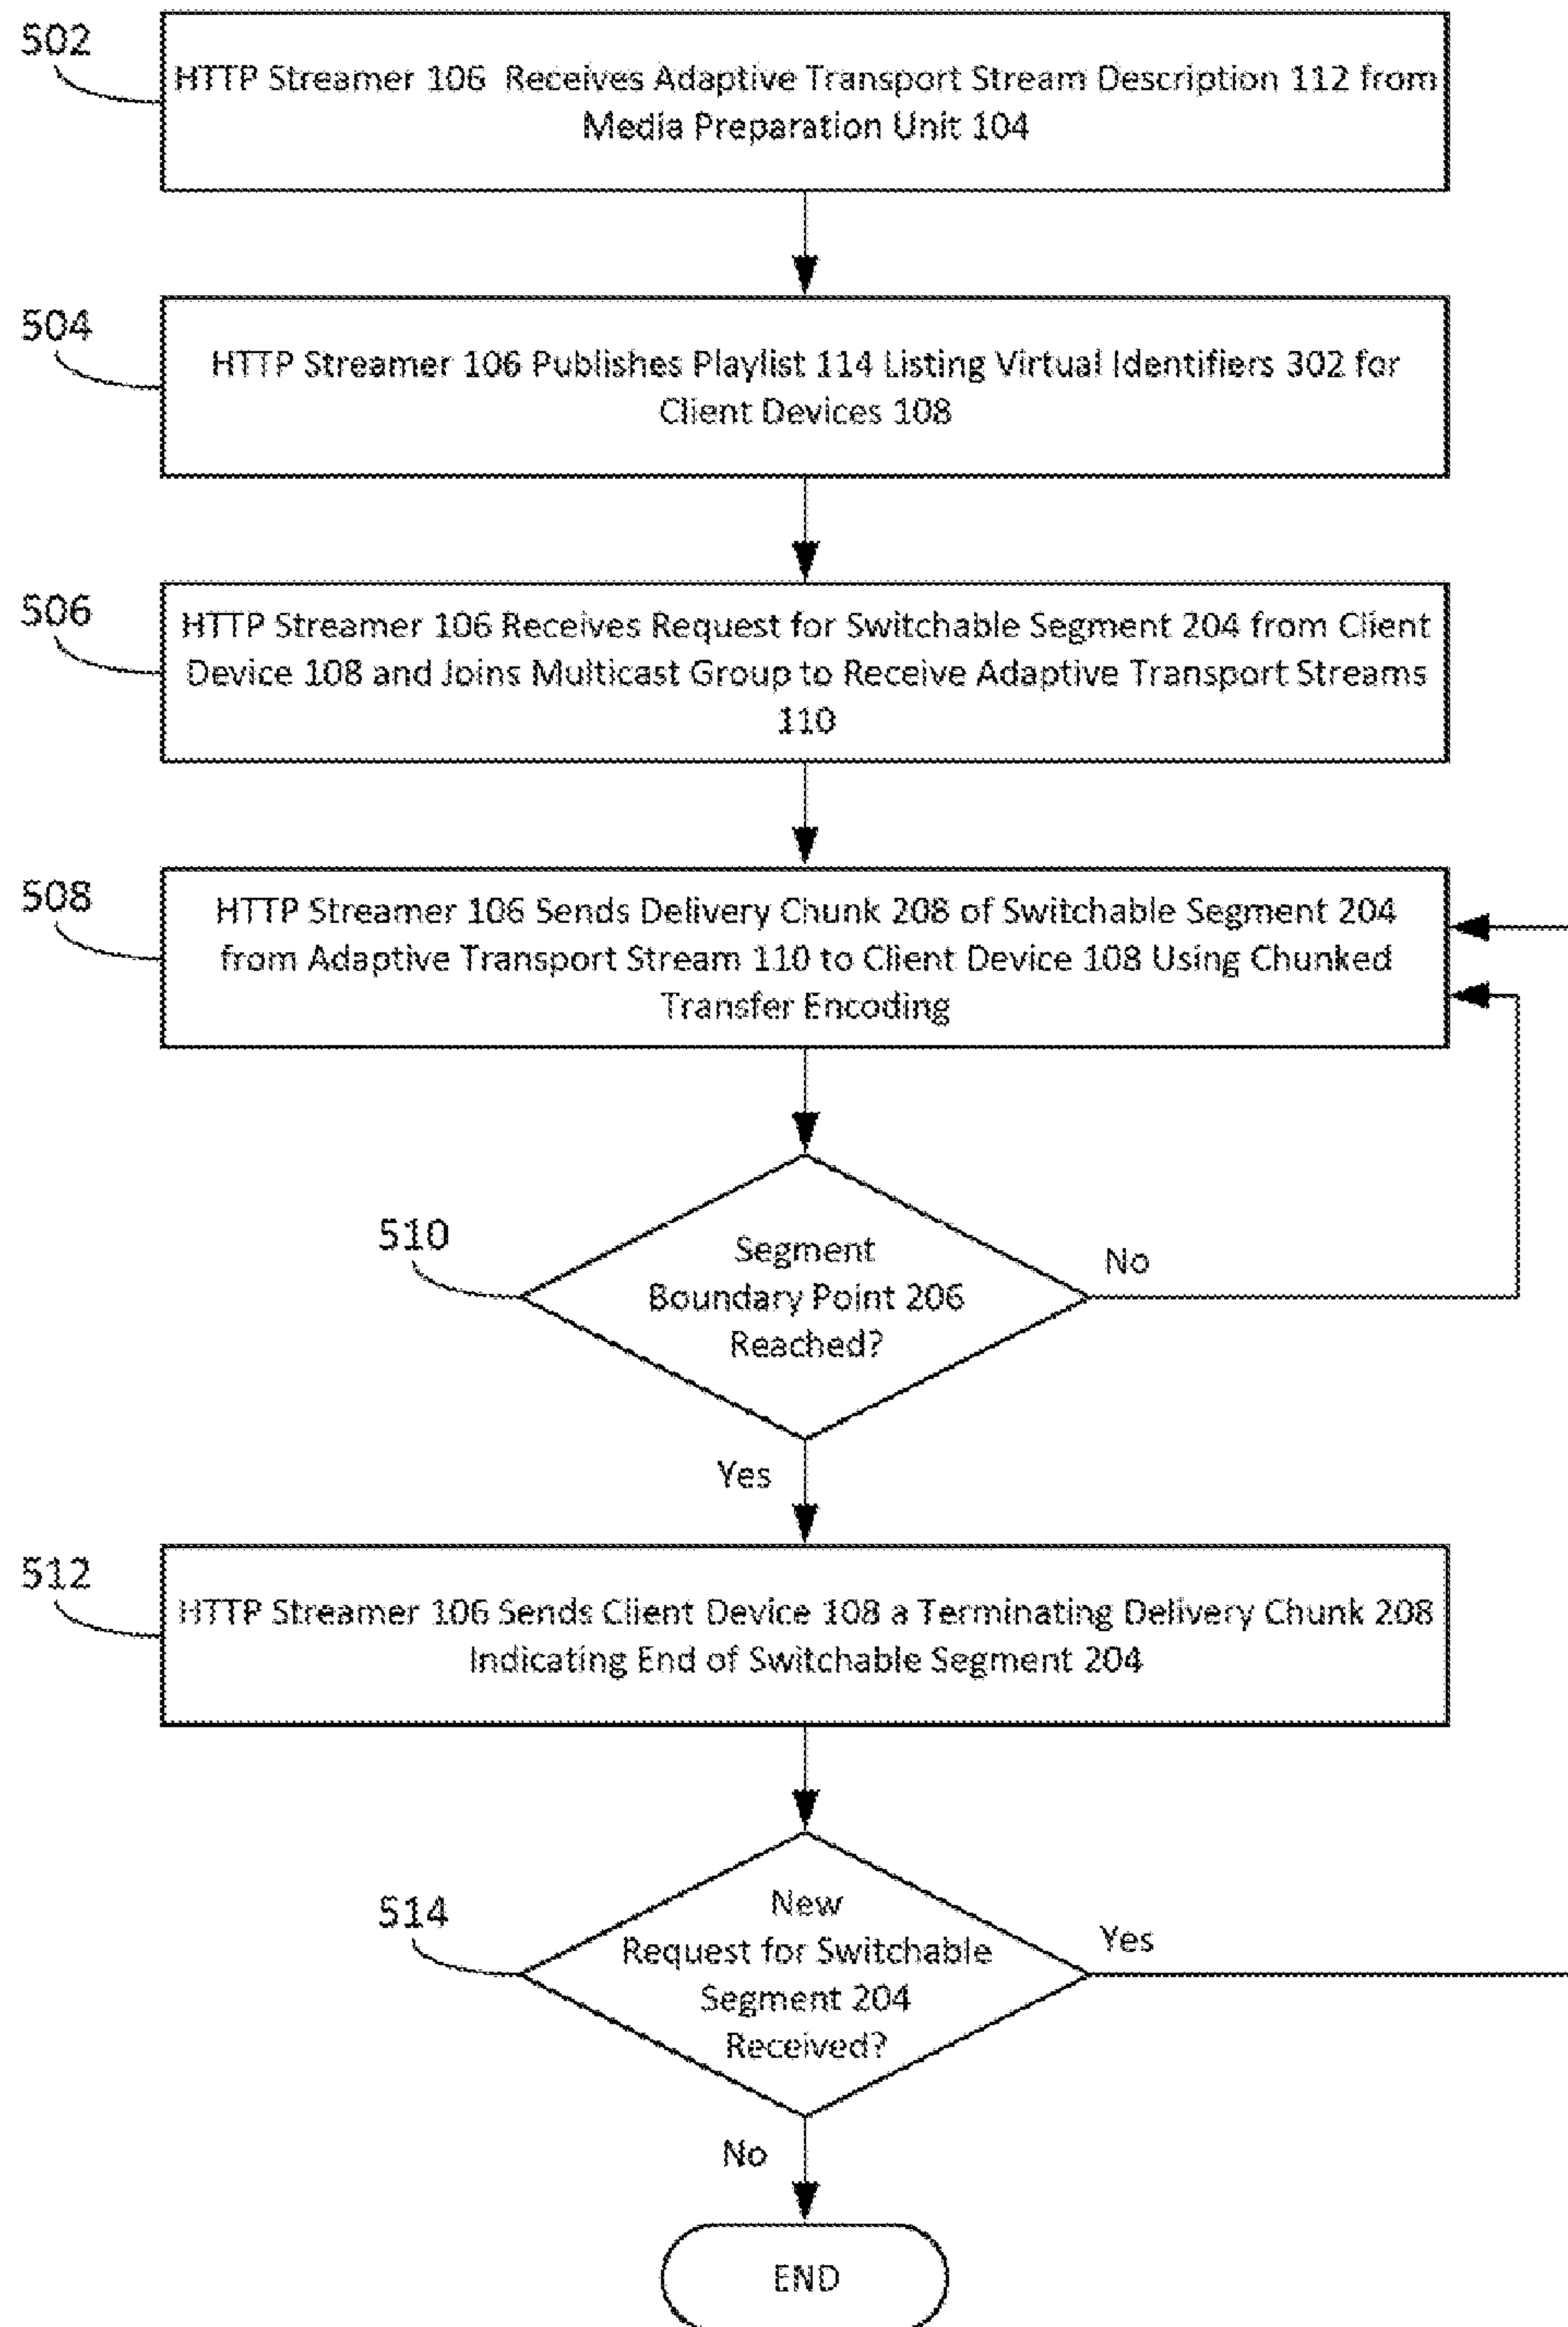 502
HTTP Streamer 106 Receives Adaptive Transport Stream Description 112 from
Media Preparation Unit 104
504
HTTP Streamer 106 Publishes Playlist 114 Listing Virtual Identifiers 302 for
Client Devices 108
506
HTTP Streamer 106 Receives Request for Switchable Segment 204 from Client
Device 108 and Joins Multicast Group to Receive Adaptive Transport Streams
110
508
HTTP Streamer 106 Sends Delivery Chunk 208 of Switchable Segment 204
from Adaptive Transport Stream 110 to Client Device 108 Using Chunked
Transfer Encoding
510
Segment
Boundary Point 206
Reached?
No
Yes
512
HTTP Streamer 106 Sends Client Device 108 a Terminating Delivery Chunk 208
Indicating End of Switchable Segment 204
514
New
Request for Switchable
Segment 204
Received?
Yes
No
END